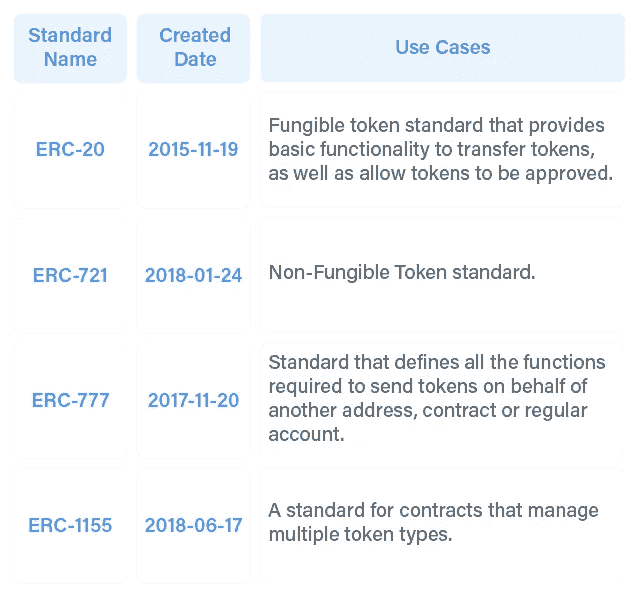 Standard
Name
Created
Date
Use Cases
ERC-20
2015-11-19
Fungible token standard that provides
basic functionality to transfer tokens,
as well as allow tokens to be approved.
ERC-721
2018-01-24
Non-Fungible Token standard.
ERC-777
2017-11-20
Standard that defines all the functions
required to send tokens on behalf of
another address, contract or regular
account.
ERC-1155
2018-06-17
A standard for contracts that manage
multiple token types.